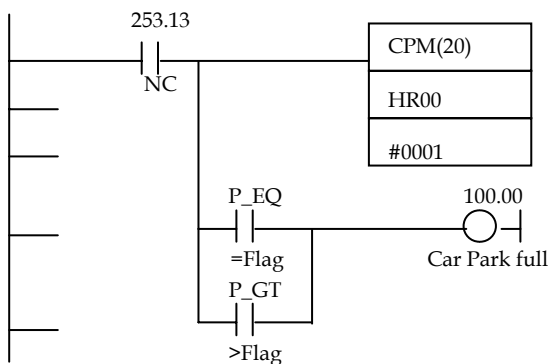 253.13
NC
CPM(20)
HR00
#0001
P_EQ
=Flag
100.00
Car Park full
P_GT
>Flag